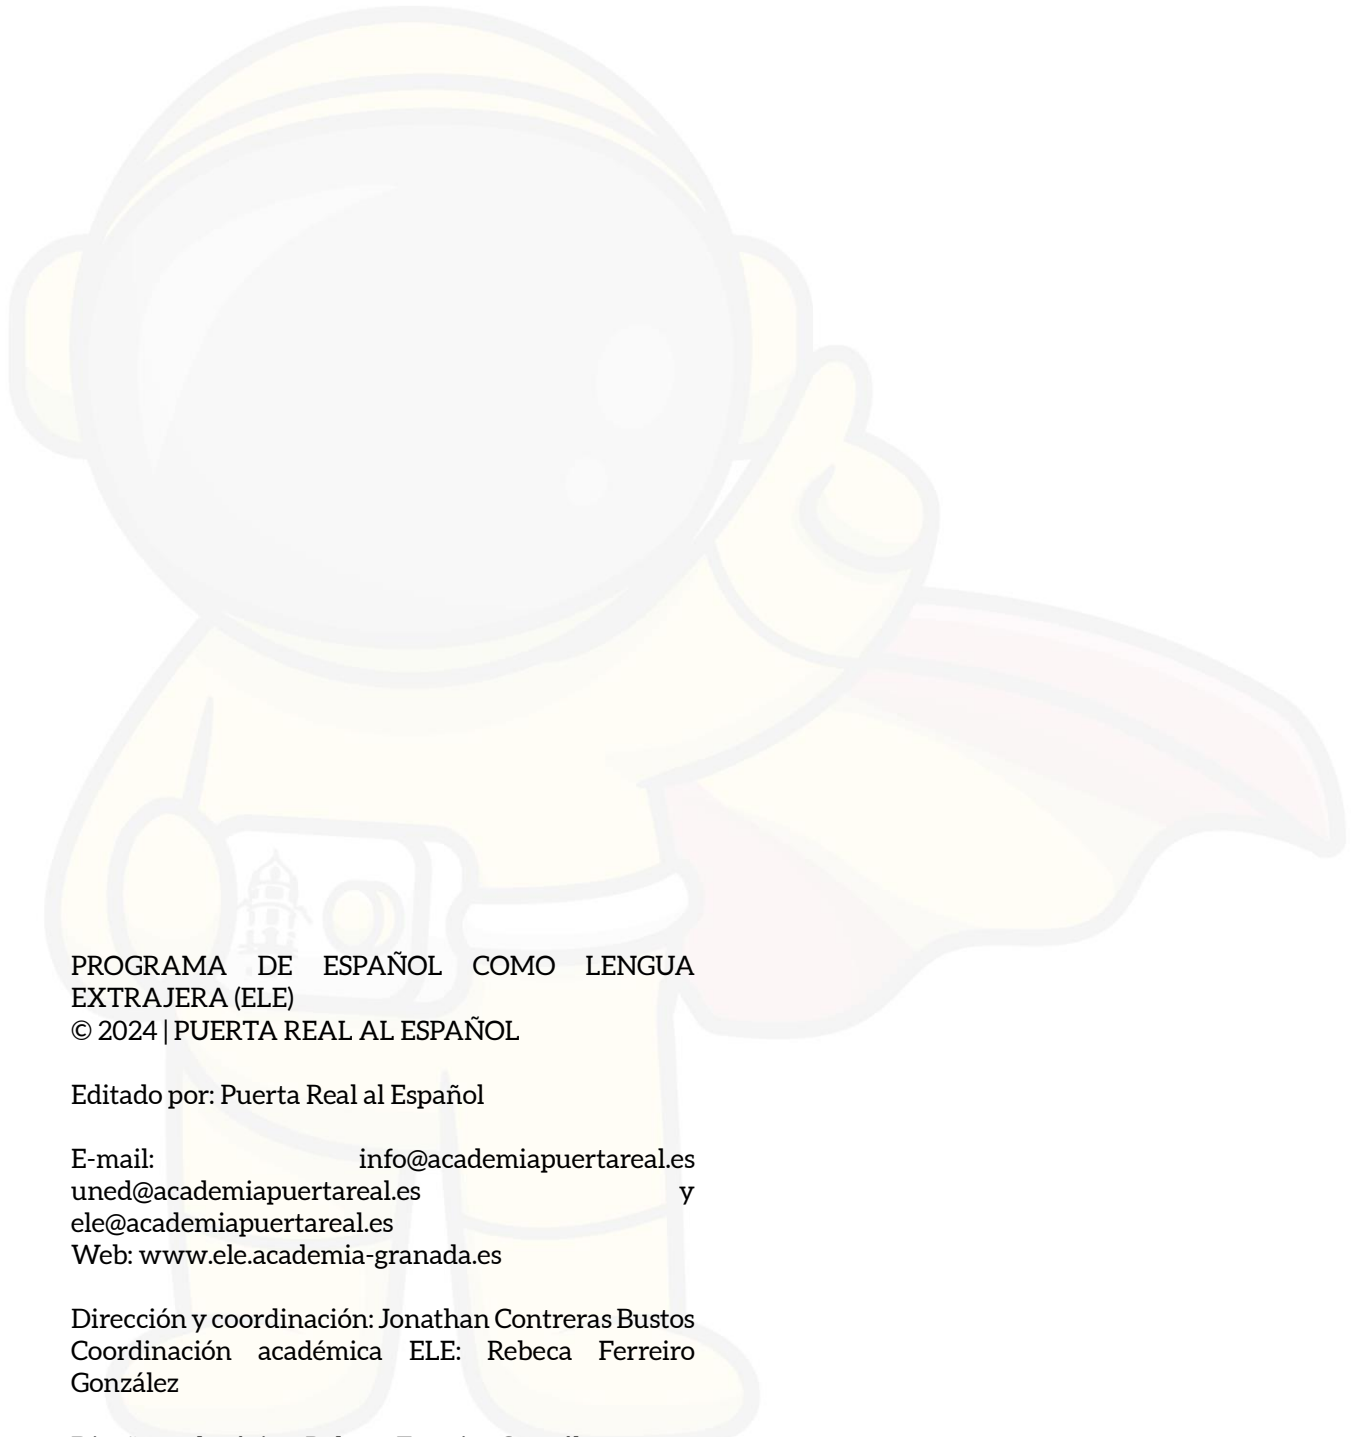 PROGRAMA DE ESPAÑOL COMO LENGUA
EXTRAJERA (ELE)
© 2024 | PUERTA REAL AL ESPAÑOL
Editado por: Puerta Real al Español
E-mail: info@academiapuertareal.es
uned@academiapuertareal.es y
ele@academiapuertareal.es
Web: www.ele.academia-granada.es
Dirección y coordinación: Jonathan Contreras Bustos
Coordinación académica ELE: Rebeca Ferreiro
González